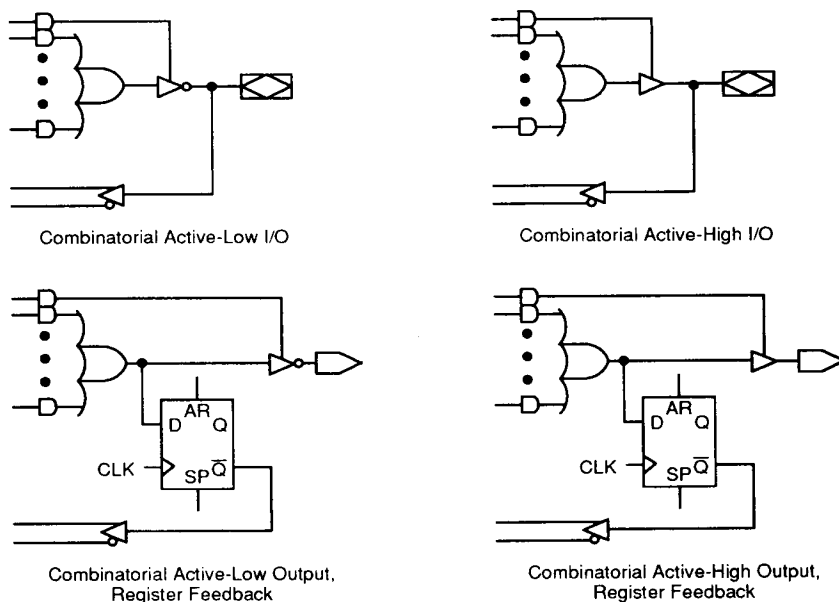 Combinatorial Active-Low I/O
Combinatorial Active-High I/O
AR
D Q
CLK
SP Q̅
Combinatorial Active-Low Output,
Register Feedback
AR
D Q
CLK
SP Q̅
Combinatorial Active-High Output,
Register Feedback